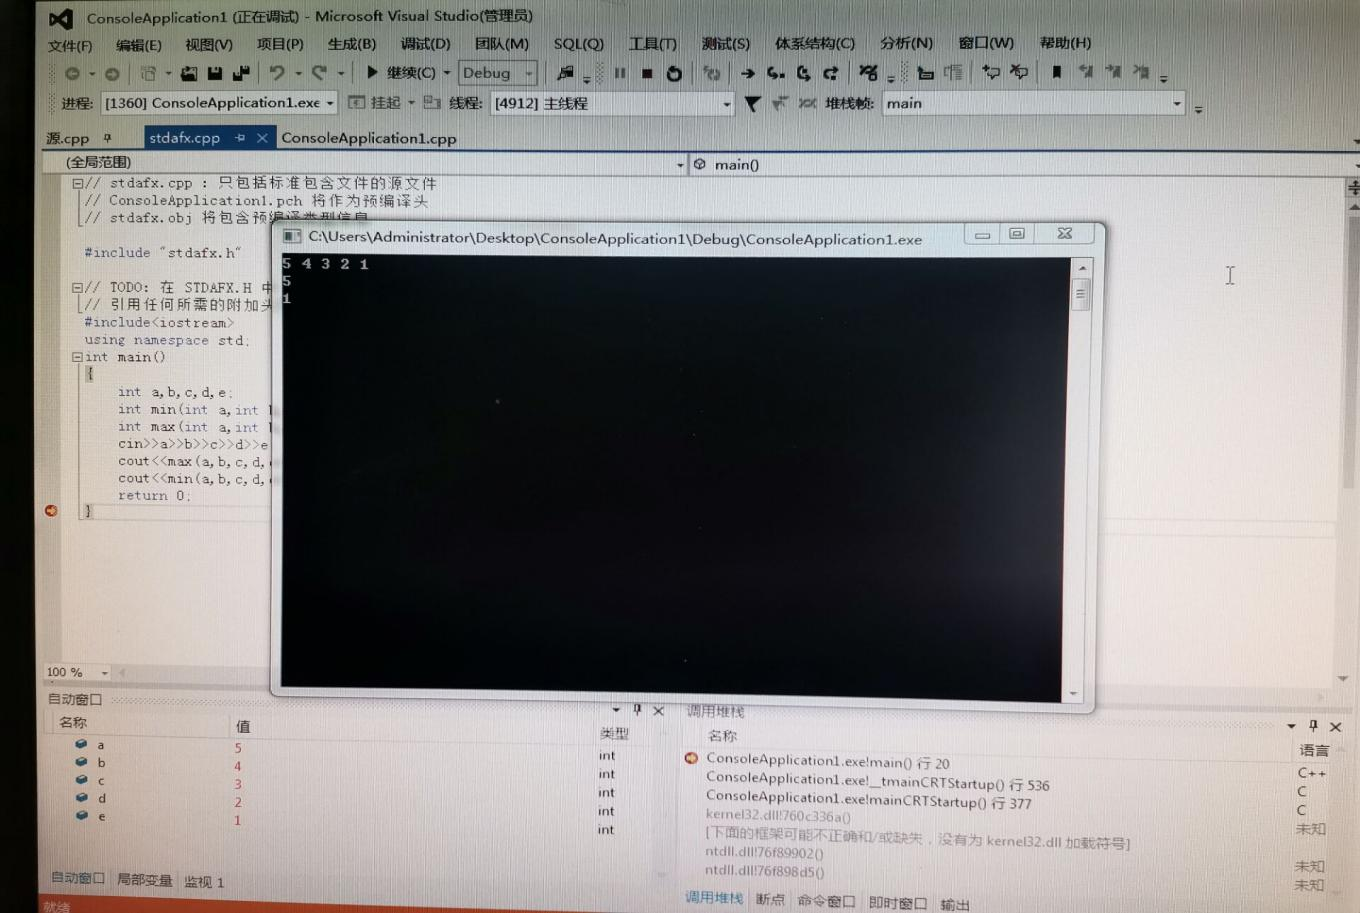 ConsoleApplication1 (正在调试) - Microsoft Visual Studio(管理员)
文件(F) 编辑(E) 视图(V) 项目(P) 生成(B) 调试(D) 团队(M) SQL(Q) 工具(T) 测试(S) 体系结构(C) 分析(N) 窗口(W) 帮助(H)
继续(C) Debug
进程: [1360] ConsoleApplication1.exe 挂起 线程: [4912] 主线程 堆栈帧: main
源.cpp stdafx.cpp ConsoleApplication1.cpp
(全局范围) main()
// stdafx.cpp : 只包括标准包含文件的源文件
// ConsoleApplication1.pch 将作为预编译头
// stdafx.obj 将包含预编译类型信息
#include "stdafx.h"
// TODO: 在 STDAFX.H 中
// 引用任何所需的附加头
#include<iostream>
using namespace std;
int main()
{
int a,b,c,d,e;
int min(int a,int
int max(int a,int
cin>>a>>b>>c>>d>>e
cout<<max(a,b,c,d,
cout<<min(a,b,c,d,
return 0;
}
C:\Users\Administrator\Desktop\ConsoleApplication1\Debug\ConsoleApplication1.exe
5 4 3 2 1
5
1
100 %
自动窗口
名称 值 类型
a 5 int
b 4 int
c 3 int
d 2 int
e 1 int
自动窗口 局部变量 监视 1
调用堆栈
名称 语言
ConsoleApplication1.exe!main() 行 20 C++
ConsoleApplication1.exe!__tmainCRTStartup() 行 536 C
ConsoleApplication1.exe!mainCRTStartup() 行 377 C
kernel32.dll!760c336a() 未知
[下面的框架可能不正确和/或缺失，没有为 kernel32.dll 加载符号]
ntdll.dll!76f89902() 未知
ntdll.dll!76f898d5() 未知
调用堆栈 断点 命令窗口 即时窗口 输出
就绪